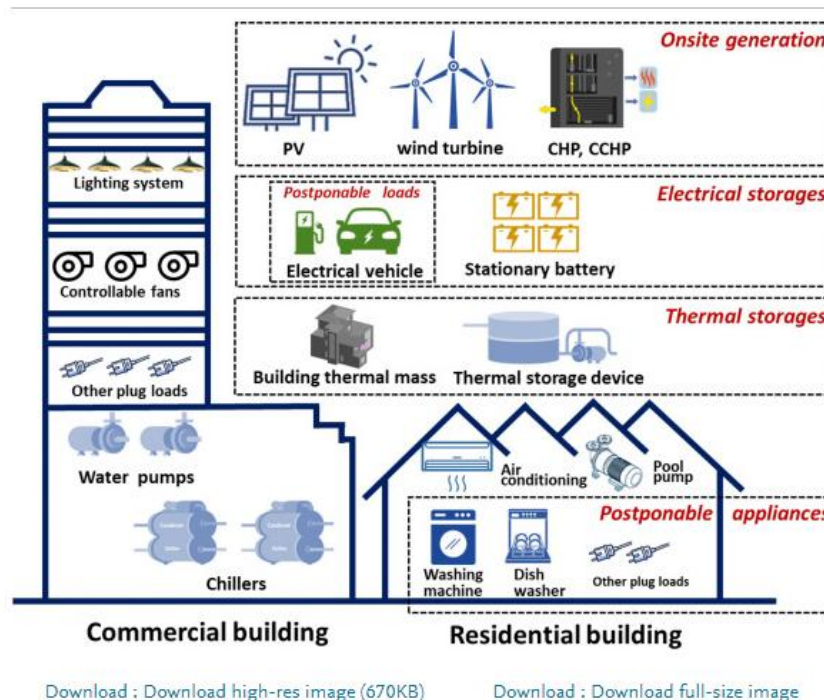 Onsite generation
PV
wind turbine
CHP, CCHP
Lighting system
Postponable loads
Electrical storages
Electrical vehicle
Stationary battery
Controllable fans
Thermal storages
Building thermal mass
Thermal storage device
Other plug loads
Water pumps
Air
conditioning
Pool
pump
Chillers
Postponable appliances
Washing
machine
Dish
washer
Other plug loads
Commercial building
Residential building
Download : Download high-res image (670KB)
Download : Download full-size image